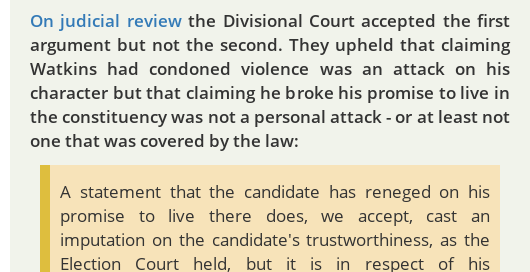 On judicial review the Divisional Court accepted the first
argument but not the second. They upheld that claiming
Watkins had condoned violence was an attack on his
character but that claiming he broke his promise to live in
the constituency was not a personal attack - or at least not
one that was covered by the law:
A statement that the candidate has reneged on his
promise to live there does, we accept, cast an
imputation on the candidate's trustworthiness, as the
Election Court held, but it is in respect of his